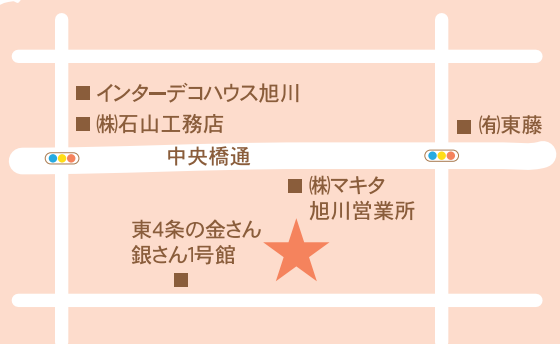 インターデコハウス旭川
㈱石山工務店
㈲東藤
中央橋通
㈱マキタ
旭川営業所
東4条の金さん
銀さん1号館